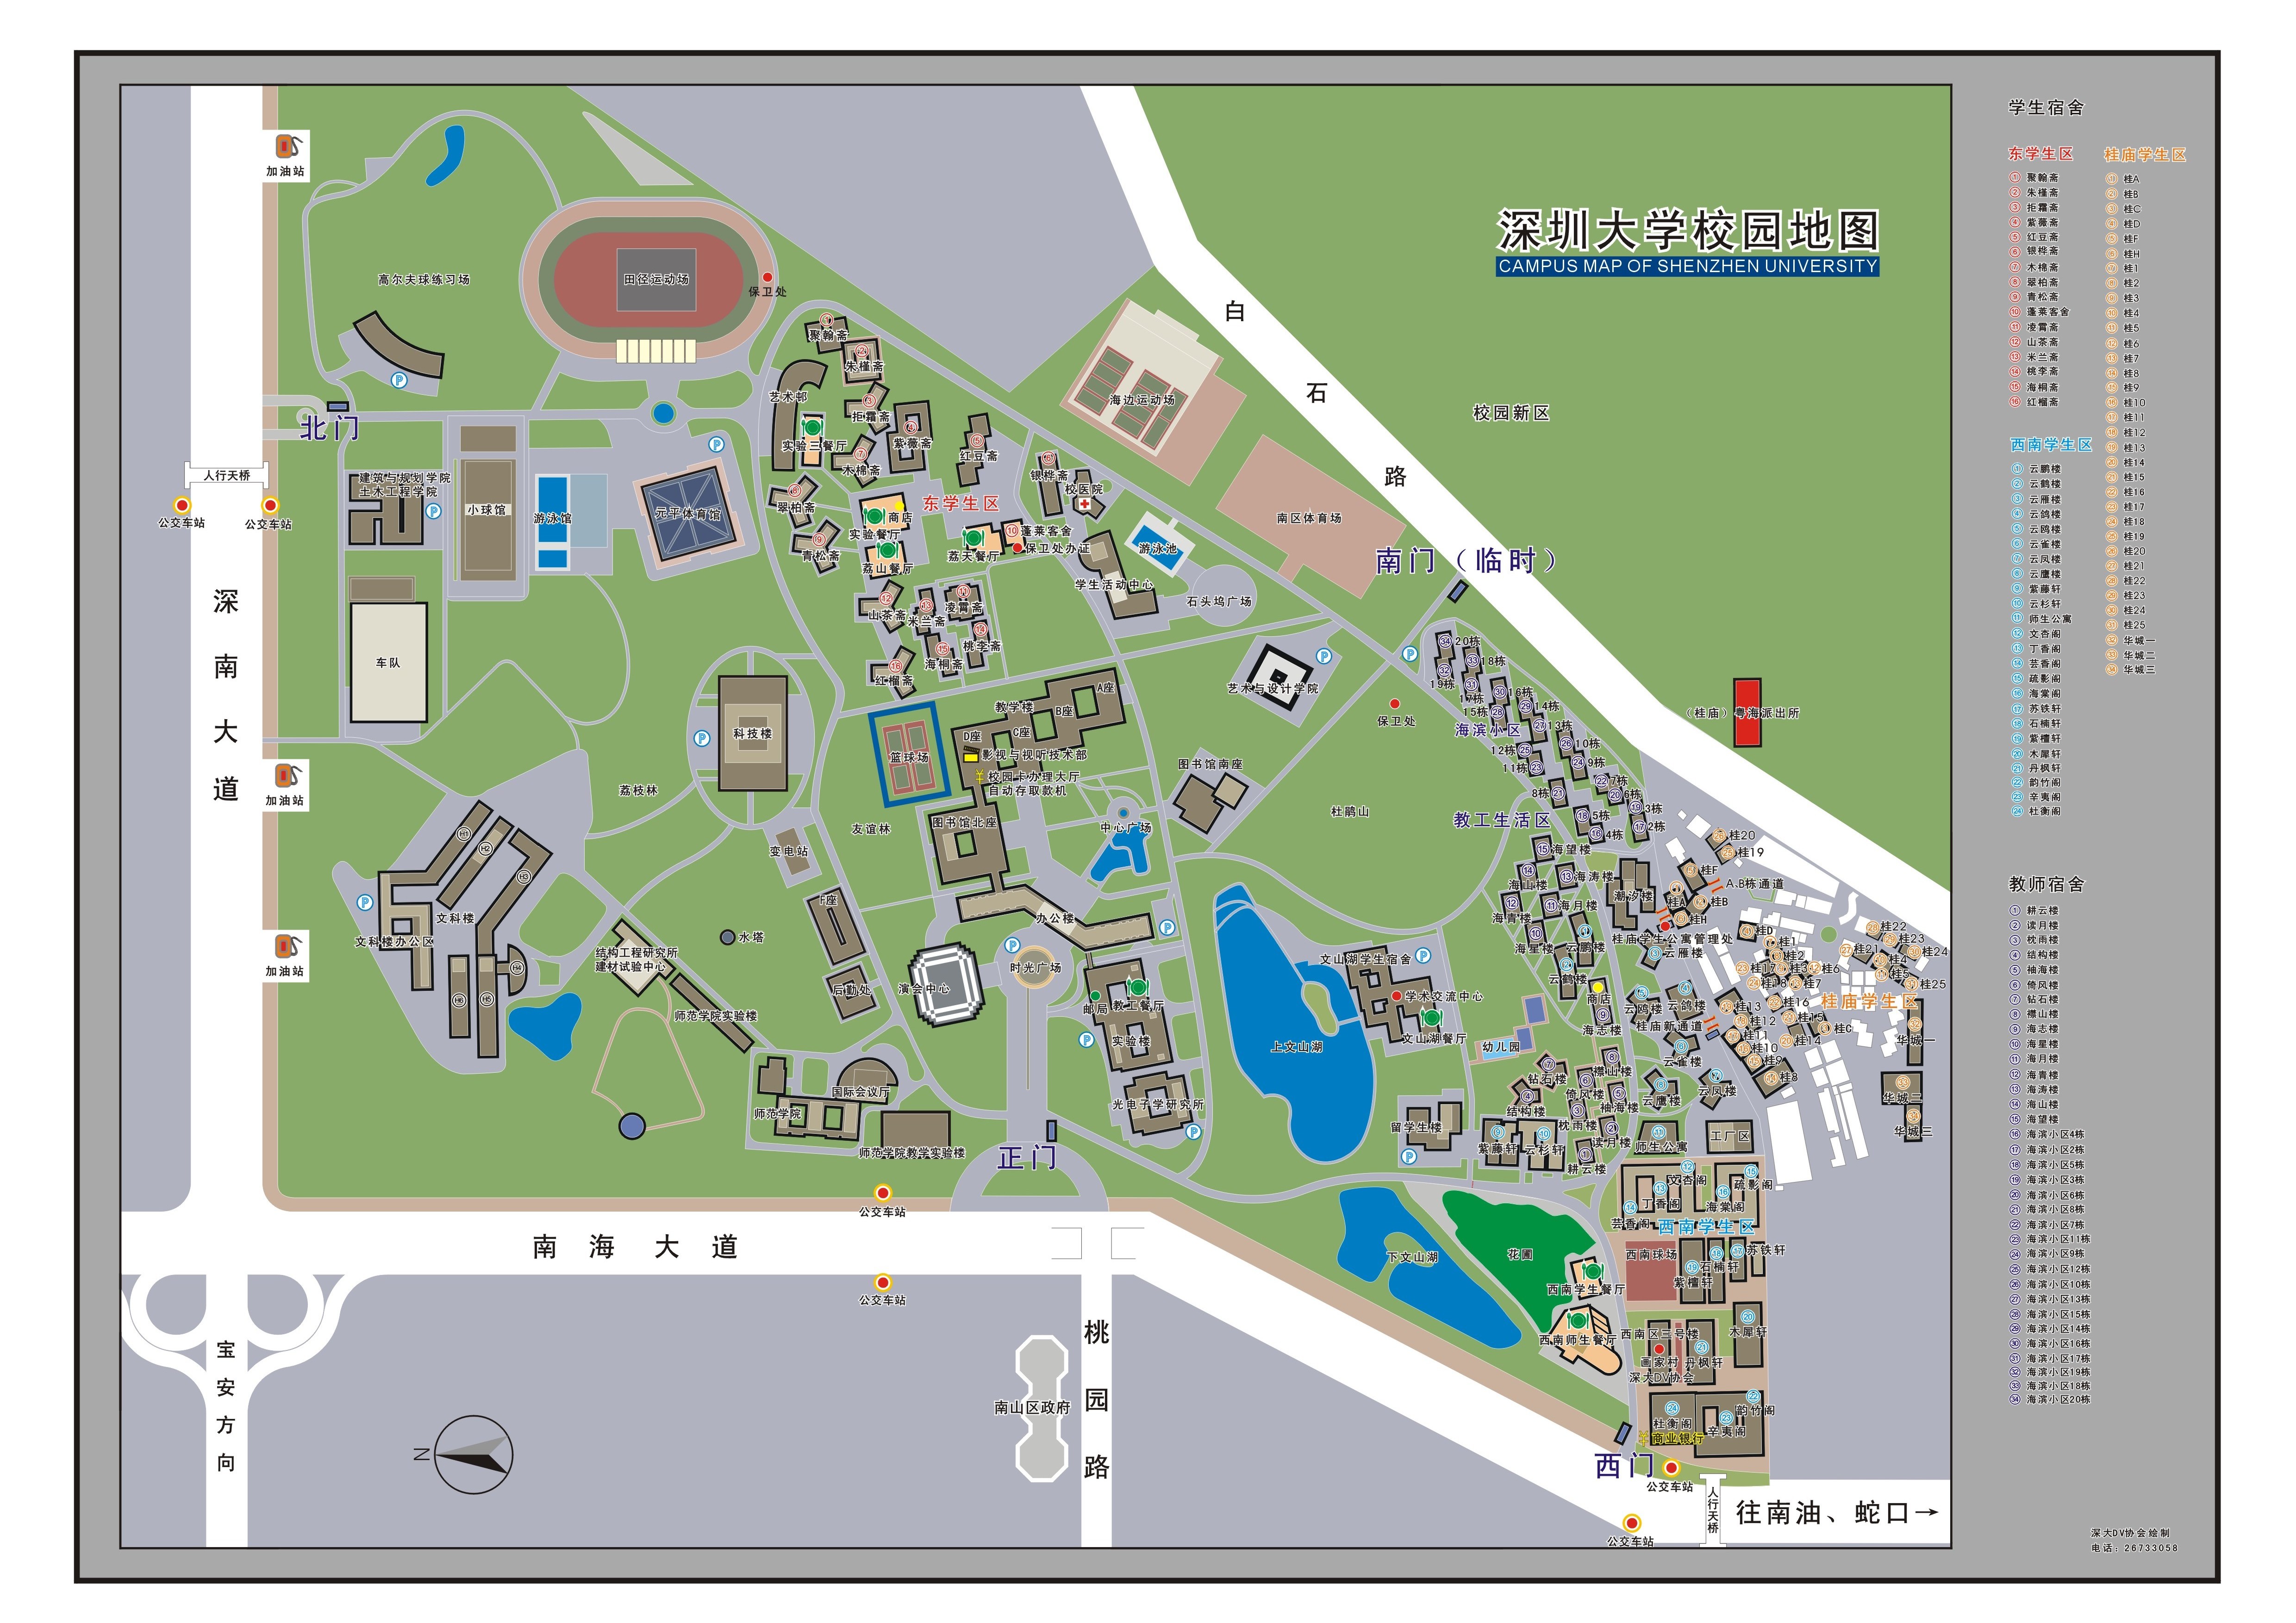 深圳大学校园地图
CAMPUS MAP OF SHENZHEN UNIVERSITY
加油站
高尔夫球练习场
田径运动场
保卫处
白石路
海边运动场
校园新区
南区体育场
南门（临时）
北门
人行天桥
公交车站
公交车站
深南大道
建筑与规划学院
土木工程学院
小球馆
游泳馆
元平体育馆
车队
聚翰斋
朱槿斋
艺术邨
拒霜斋
实验三餐厅
紫薇斋
木棉斋
红豆斋
银桦斋
校医院
翠柏斋
东学生区
商店
实验餐厅
蓬莱客舍
保卫处办证
荔天餐厅
青松斋
荔山餐厅
游泳池
学生活动中心
石头坞广场
山茶斋
米兰斋
凌霄斋
桃李斋
海桐斋
红榴斋
艺术与设计学院
保卫处
（桂庙）粤海派出所
科技楼
篮球场
教学楼
A座
B座
C座
D座
影视与视听技术部
校园卡办理大厅
自动存取款机
图书馆北座
图书馆南座
中心广场
荔枝林
友谊林
变电站
杜鹃山
加油站
加油站
H1
H2
H3
H4
H5
H6
文科楼
文科楼办公区
结构工程研究所
建材试验中心
师范学院实验楼
水塔
F座
后勤处
演会中心
办公楼
时光广场
邮局
教工餐厅
实验楼
光电子学研究所
师范学院
国际会议厅
师范学院教学实验楼
正门
上文山湖
文山湖学生宿舍
学术交流中心
文山湖餐厅
幼儿园
留学生楼
海滨小区
20栋
19栋
18栋
17栋
16栋
15栋
14栋
13栋
12栋
11栋
10栋
9栋
8栋
7栋
6栋
5栋
4栋
3栋
2栋
教工生活区
海望楼
海山楼
海涛楼
海青楼
海月楼
海星楼
潮汐楼
云鹏楼
云鹤楼
商店
海志楼
桂庙学生公寓管理处
云雁楼
云鸥楼
云鸽楼
桂庙新通道
云雀楼
云凤楼
云鹰楼
A、B栋通道
桂20
桂19
桂F
桂A
桂B
桂H
桂D
桂1
桂2
桂3
桂6
桂17
桂18
桂7
桂16
桂13
桂12
桂15
桂11
桂14
桂C
桂10
桂9
桂8
桂22
桂23
桂24
桂21
桂4
桂5
桂25
桂庙学生区
华城一
华城二
华城三
钻石楼
襟山楼
倚风楼
结构楼
柚海楼
枕雨楼
读月楼
耕云楼
紫藤轩
云杉轩
师生公寓
工厂区
文杏阁
疏影阁
丁香阁
海棠阁
芸香阁
西南学生区
西南球场
石楠轩
苏铁轩
紫檀轩
木犀轩
西南区三号楼
画家村
丹枫轩
深大DV协会
杜衡阁
辛夷阁
韵竹阁
商业银行
下文山湖
花圃
西南学生餐厅
西南师生餐厅
西门
公交车站
公交车站
人行天桥
往南油、蛇口→
南海大道
公交车站
公交车站
宝安方向
N
南山区政府
桃园路
学生宿舍
东学生区
① 聚翰斋
② 朱槿斋
③ 拒霜斋
④ 紫薇斋
⑤ 红豆斋
⑥ 银桦斋
⑦ 木棉斋
⑧ 翠柏斋
⑨ 青松斋
⑩ 蓬莱客舍
⑪ 凌霄斋
⑫ 山茶斋
⑬ 米兰斋
⑭ 桃李斋
⑮ 海桐斋
⑯ 红榴斋
西南学生区
① 云鹏楼
② 云鹤楼
③ 云雁楼
④ 云鸽楼
⑤ 云鸥楼
⑥ 云雀楼
⑦ 云凤楼
⑧ 云鹰楼
⑨ 紫藤轩
⑩ 云杉轩
⑪ 师生公寓
⑫ 文杏阁
⑬ 丁香阁
⑭ 芸香阁
⑮ 疏影阁
⑯ 海棠阁
⑰ 苏铁轩
⑱ 石楠轩
⑲ 紫檀轩
⑳ 木犀轩
㉑ 丹枫轩
㉒ 韵竹阁
㉓ 辛夷阁
㉔ 杜衡阁
桂庙学生区
① 桂A
② 桂B
③ 桂C
④ 桂D
⑤ 桂F
⑥ 桂H
⑦ 桂1
⑧ 桂2
⑨ 桂3
⑩ 桂4
⑪ 桂5
⑫ 桂6
⑬ 桂7
⑭ 桂8
⑮ 桂9
⑯ 桂10
⑰ 桂11
⑱ 桂12
⑲ 桂13
⑳ 桂14
㉑ 桂15
㉒ 桂16
㉓ 桂17
㉔ 桂18
㉕ 桂19
㉖ 桂20
㉗ 桂21
㉘ 桂22
㉙ 桂23
㉚ 桂24
㉛ 桂25
㉜ 华城一
㉝ 华城二
㉞ 华城三
教师宿舍
① 耕云楼
② 读月楼
③ 枕雨楼
④ 结构楼
⑤ 柚海楼
⑥ 倚风楼
⑦ 钻石楼
⑧ 襟山楼
⑨ 海志楼
⑩ 海星楼
⑪ 海月楼
⑫ 海青楼
⑬ 海涛楼
⑭ 海山楼
⑮ 海望楼
⑯ 海滨小区4栋
⑰ 海滨小区2栋
⑱ 海滨小区5栋
⑲ 海滨小区3栋
⑳ 海滨小区6栋
㉑ 海滨小区8栋
㉒ 海滨小区7栋
㉓ 海滨小区11栋
㉔ 海滨小区9栋
㉕ 海滨小区12栋
㉖ 海滨小区10栋
㉗ 海滨小区13栋
㉘ 海滨小区15栋
㉙ 海滨小区14栋
㉚ 海滨小区16栋
㉛ 海滨小区17栋
㉜ 海滨小区19栋
㉝ 海滨小区18栋
㉞ 海滨小区20栋
深大DV协会绘制
电话：26733058